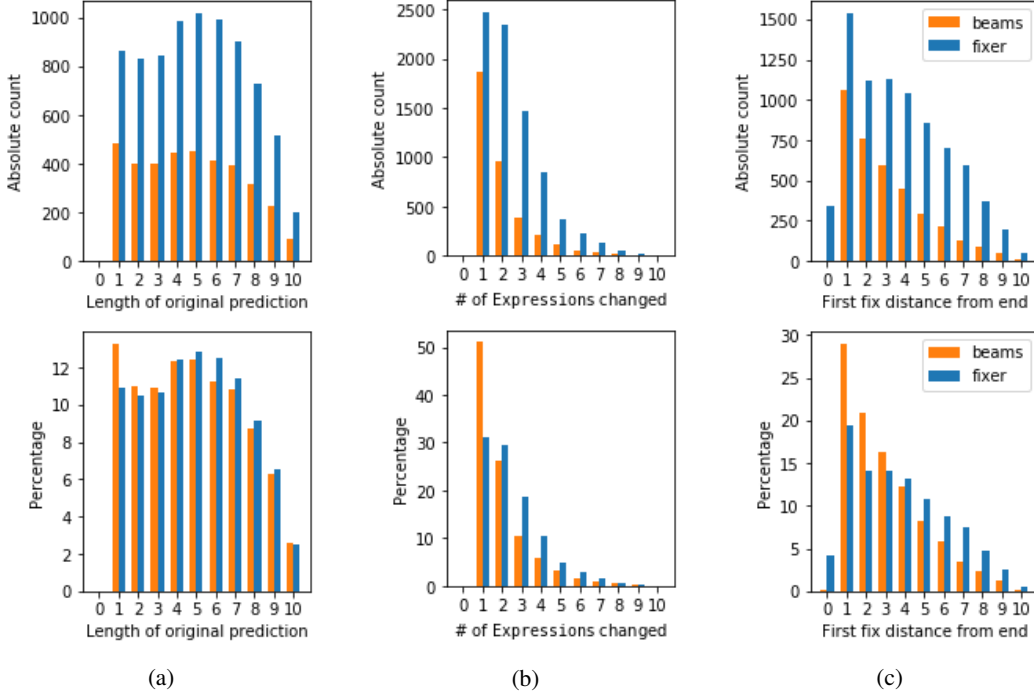 Absolute count
1000
800
600
400
200
0
0 1 2 3 4 5 6 7 8 9 10
Length of original prediction
Absolute count
2500
2000
1500
1000
500
0
0 1 2 3 4 5 6 7 8 9 10
# of Expressions changed
Absolute count
1500
1250
1000
750
500
250
0
beams
fixer
0 1 2 3 4 5 6 7 8 9 10
First fix distance from end
Percentage
12
10
8
6
4
2
0
0 1 2 3 4 5 6 7 8 9 10
Length of original prediction
Percentage
50
40
30
20
10
0
0 1 2 3 4 5 6 7 8 9 10
# of Expressions changed
Percentage
30
25
20
15
10
5
0
beams
fixer
0 1 2 3 4 5 6 7 8 9 10
First fix distance from end
(a)
(b)
(c)